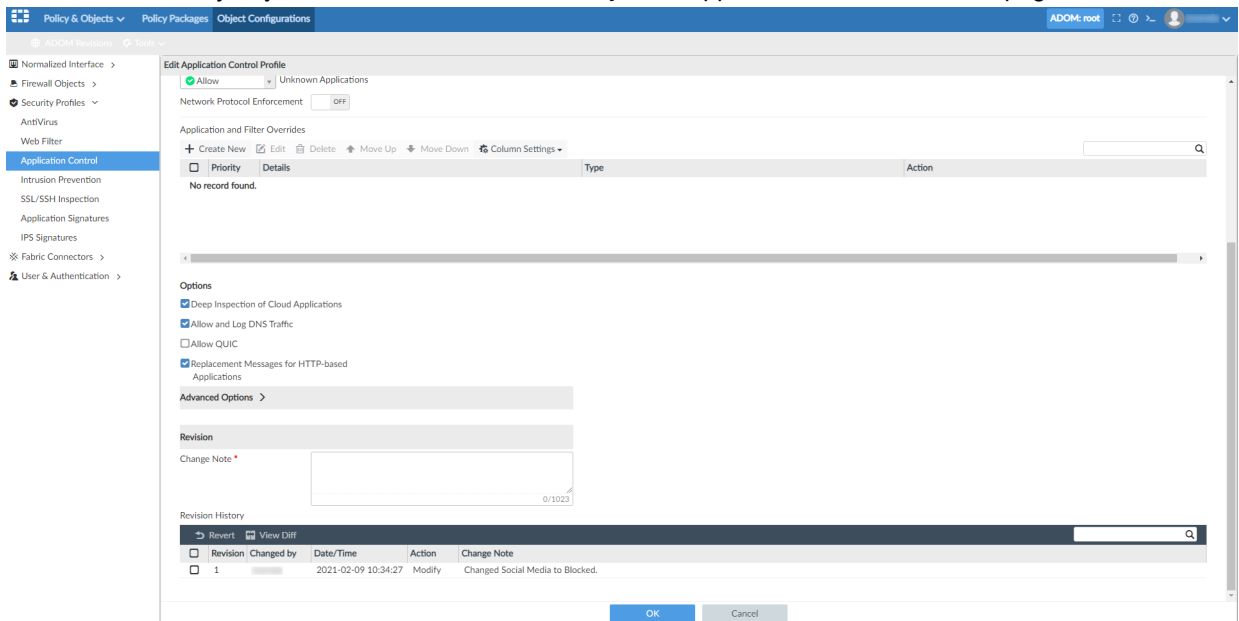 Policy & Objects Policy Packages Object Configurations ADOM: root
ADOM Revisions Tools
Normalized Interface
Edit Application Control Profile
Firewall Objects
Allow Unknown Applications
Security Profiles
Network Protocol Enforcement OFF
AntiVirus
Application and Filter Overrides
Web Filter
+ Create New Edit Delete Move Up Move Down Column Settings
Application Control
Priority Details Type Action
Intrusion Prevention
No record found.
SSL/SSH Inspection
Application Signatures
IPS Signatures
Fabric Connectors
User & Authentication
Options
Deep Inspection of Cloud Applications
Allow and Log DNS Traffic
Allow QUIC
Replacement Messages for HTTP-based
Applications
Advanced Options
Revision
Change Note *
0/1023
Revision History
Revert View Diff
Revision Changed by Date/Time Action Change Note
1 2021-02-09 10:34:27 Modify Changed Social Media to Blocked.
OK Cancel